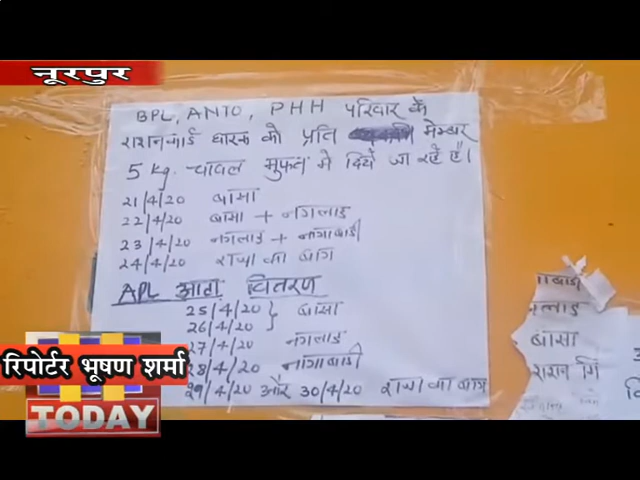 नूरपुर
BPL, ANTO, PHH परिवार के
राशनकार्ड धारक को प्रति मेम्बर
5 kg. चावल मुफत मे दिये जा रहे है।
21/4/20 बासा
22/4/20 बासा + नगलाड
23/4/20 नगलाड + नागाबाडी
24/4/20 राजा का बाग
APL आटा वितरण
25/4/20 } बासा
26/4/20
27/4/20 नगलाड
28/4/20 नागाबाडी
29/4/20 और 30/4/20 राजा का बाग
बासा
राशन
रिपोर्टर भूषण शर्मा
TODAY